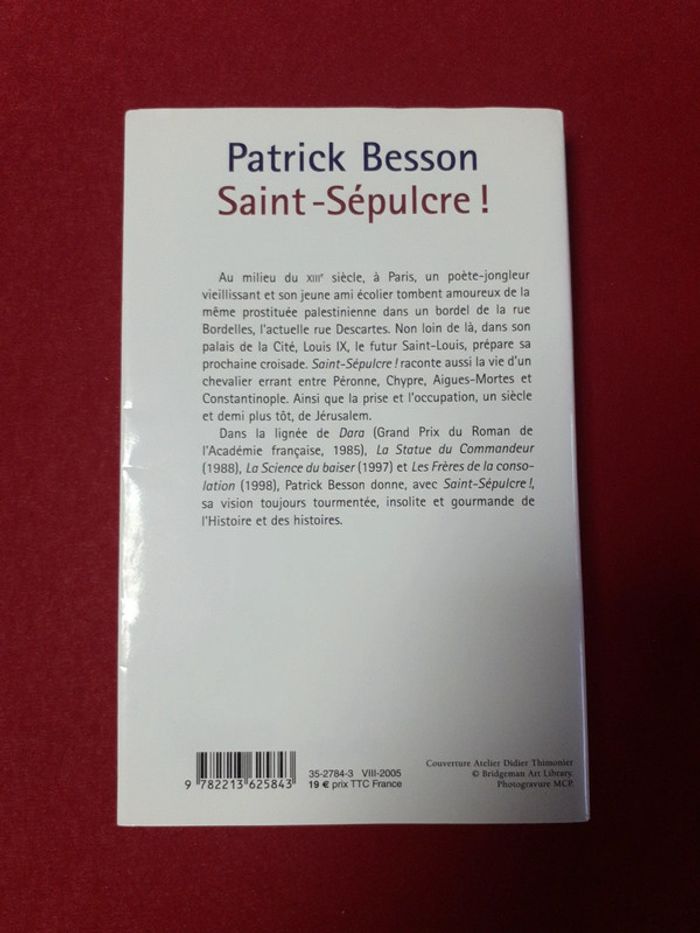 Patrick Besson
Saint-Sépulcre !
Au milieu du XIIIe siècle, à Paris, un poète-jongleur
vieillissant et son jeune ami écolier tombent amoureux de la
même prostituée palestinienne dans un bordel de la rue
Bordelles, l'actuelle rue Descartes. Non loin de là, dans son
palais de la Cité, Louis IX, le futur Saint-Louis, prépare sa
prochaine croisade. Saint-Sépulcre ! raconte aussi la vie d'un
chevalier errant entre Péronne, Chypre, Aigues-Mortes et
Constantinople. Ainsi que la prise et l'occupation, un siècle
et demi plus tôt, de Jérusalem.
Dans la lignée de Dara (Grand Prix du Roman de
l'Académie française, 1985), La Statue du Commandeur
(1988), La Science du baiser (1997) et Les Frères de la conso-
lation (1998), Patrick Besson donne, avec Saint-Sépulcre !,
sa vision toujours tourmentée, insolite et gourmande de
l'Histoire et des histoires.
9 782213 625843
35-2784-3 VIII-2005
19 € prix TTC France
Couverture Atelier Didier Thimonier
© Bridgeman Art Library.
Photogravure MCP.